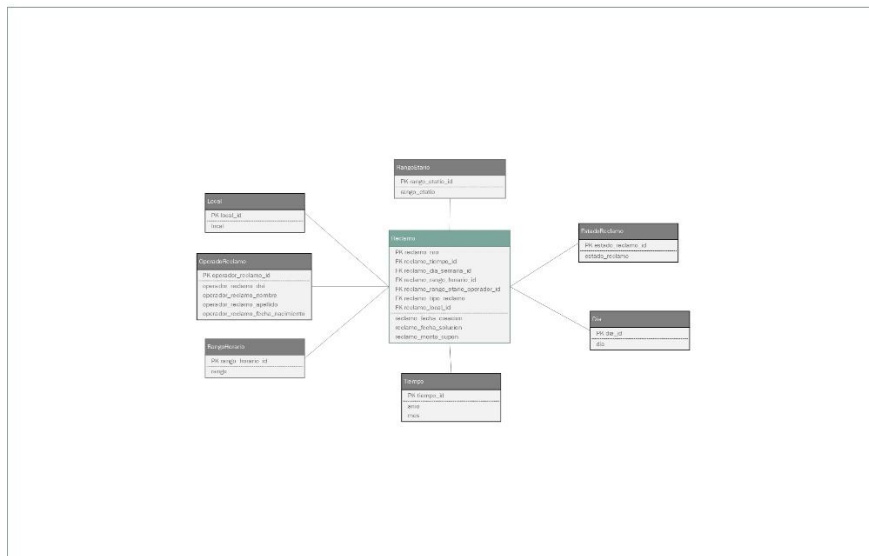 RangoEtario
PK rango_etario_id
rango_etario
Local
PK local_id
local
OperadorReclamo
PK operador_reclamo_id
operador_reclamo_dni
operador_reclamo_nombre
operador_reclamo_apellido
operador_reclamo_fecha_nacimiento
RangoHorario
PK rango_horario_id
rango
Reclamo
PK reclamo_nro
FK reclamo_tiempo_id
FK reclamo_dia_semana_id
FK reclamo_rango_horario_id
FK reclamo_rango_etario_operador_id
FK reclamo_tipo_reclamo
FK reclamo_local_id
reclamo_fecha_creacion
reclamo_fecha_solucion
reclamo_monto_cupon
Tiempo
PK tiempo_id
anio
mes
EstadoReclamo
PK estado_reclamo_id
estado_reclamo
Dia
PK dia_id
dia